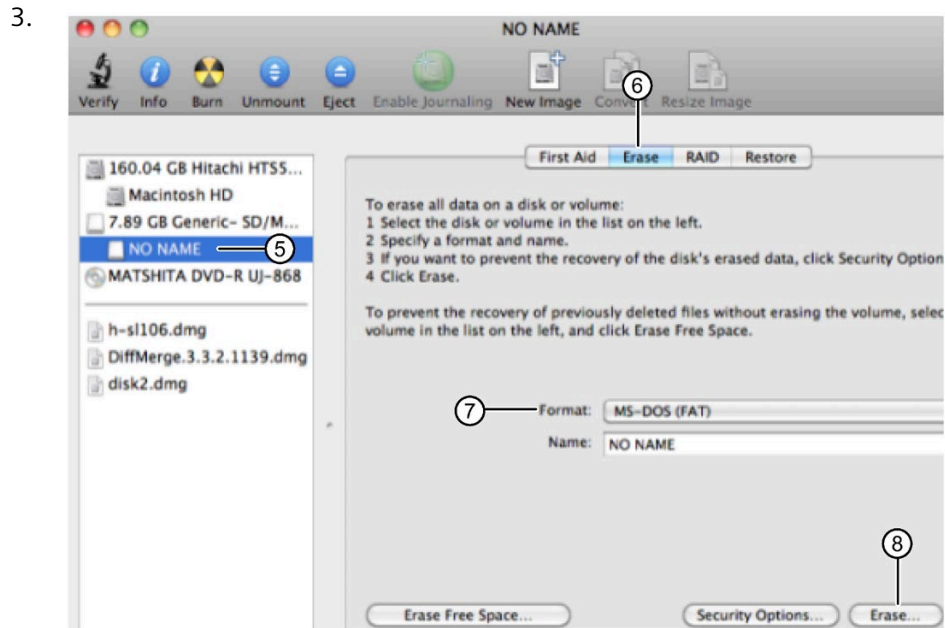 3.
NO NAME
Verify Info Burn Unmount Eject Enable Journaling New Image Convert Resize Image
6
First Aid Erase RAID Restore
160.04 GB Hitachi HTS5...
Macintosh HD
7.89 GB Generic- SD/M...
NO NAME
5
MATSHITA DVD-R UJ-868
h-sl106.dmg
DiffMerge.3.3.2.1139.dmg
disk2.dmg
To erase all data on a disk or volume:
1 Select the disk or volume in the list on the left.
2 Specify a format and name.
3 If you want to prevent the recovery of the disk's erased data, click Security Option
4 Click Erase.
To prevent the recovery of previously deleted files without erasing the volume, selec
volume in the list on the left, and click Erase Free Space.
7
Format: MS-DOS (FAT)
Name: NO NAME
8
Erase Free Space... Security Options... Erase...